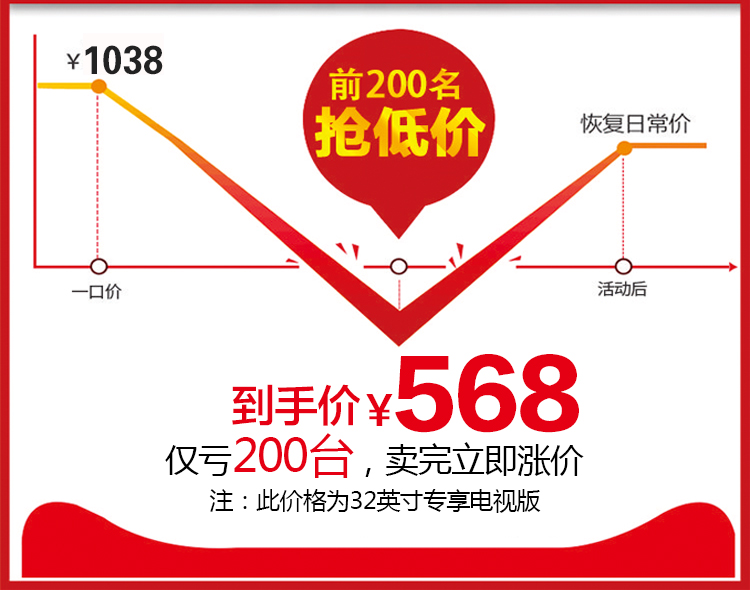 ¥1038
前200名
抢低价
恢复日常价
一口价
活动后
到手价¥568
仅亏200台，卖完立即涨价
注：此价格为32英寸专享电视版